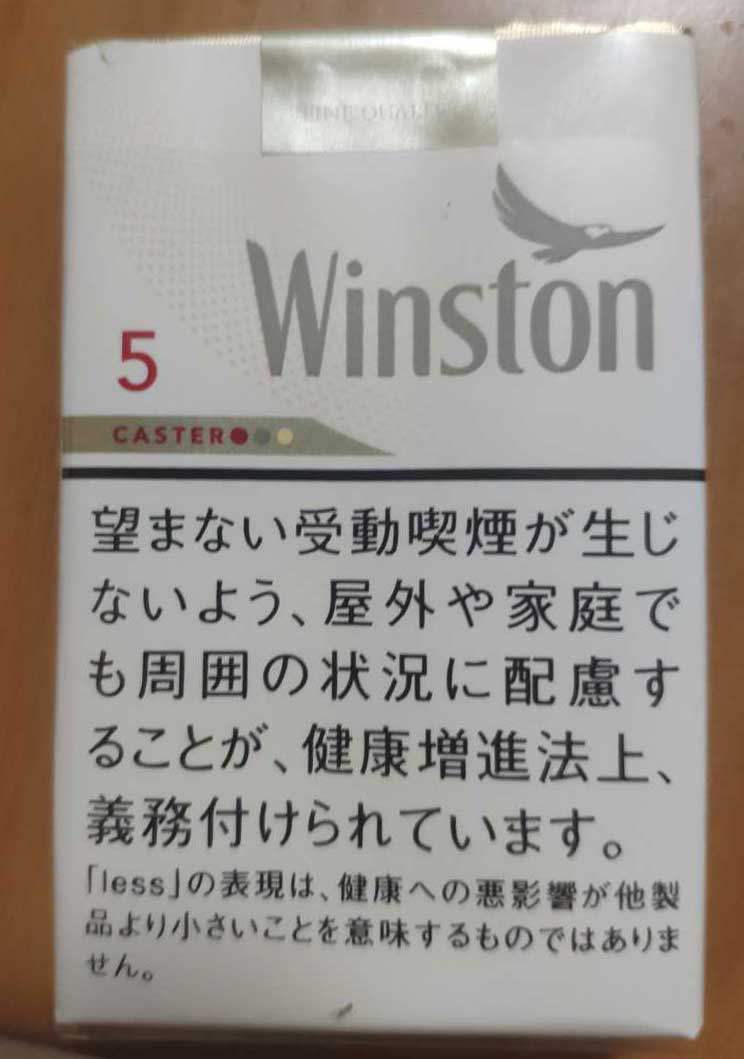 FINE QUALITY
Winston
5
CASTER
望まない受動喫煙が生じ
ないよう、屋外や家庭で
も周囲の状況に配慮す
ることが、健康増進法上、
義務付けられています。
「less」の表現は、健康への悪影響が他製
品より小さいことを意味するものではありま
せん。